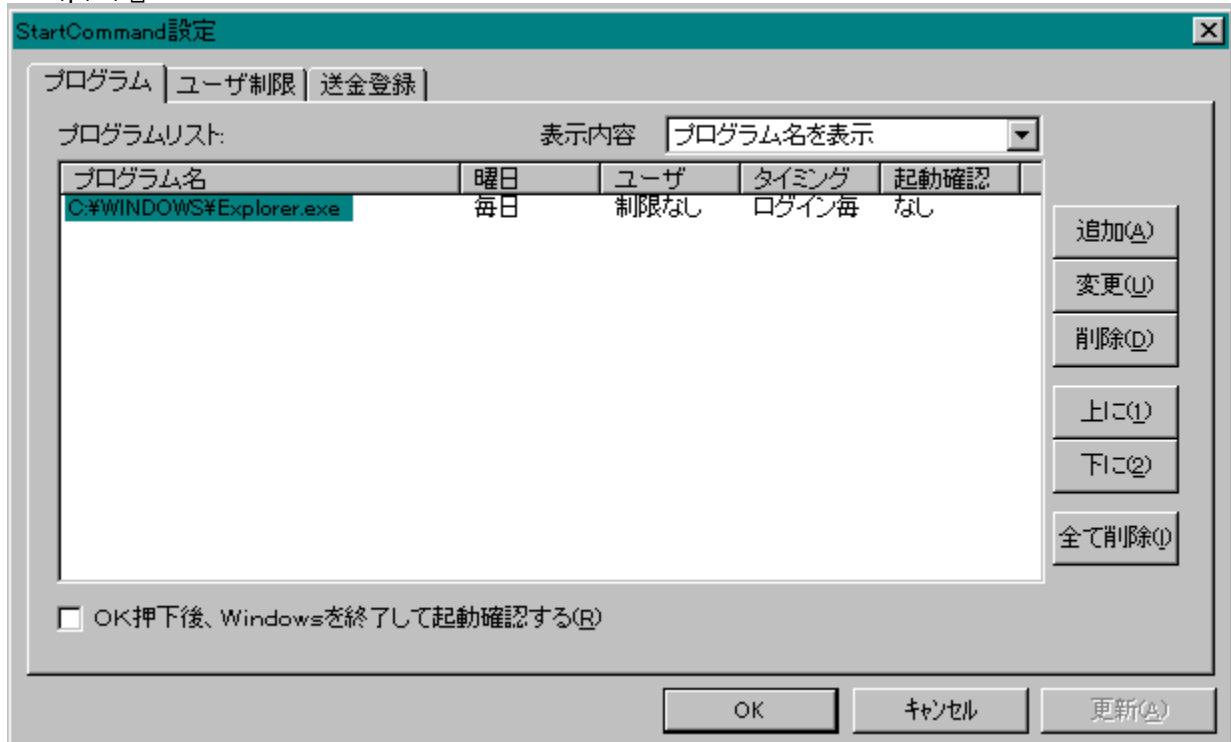 StartCommand設定
プログラム ユーザ制限 送金登録
プログラムリスト: 表示内容 プログラム名を表示
プログラム名 曜日 ユーザ タイミング 起動確認
C:¥WINDOWS¥Explorer.exe 毎日 制限なし ログイン毎 なし
追加(A)
変更(U)
削除(D)
上に(1)
下に(2)
全て削除(I)
OK押下後、Windowsを終了して起動確認する(R)
OK キャンセル 更新(A)